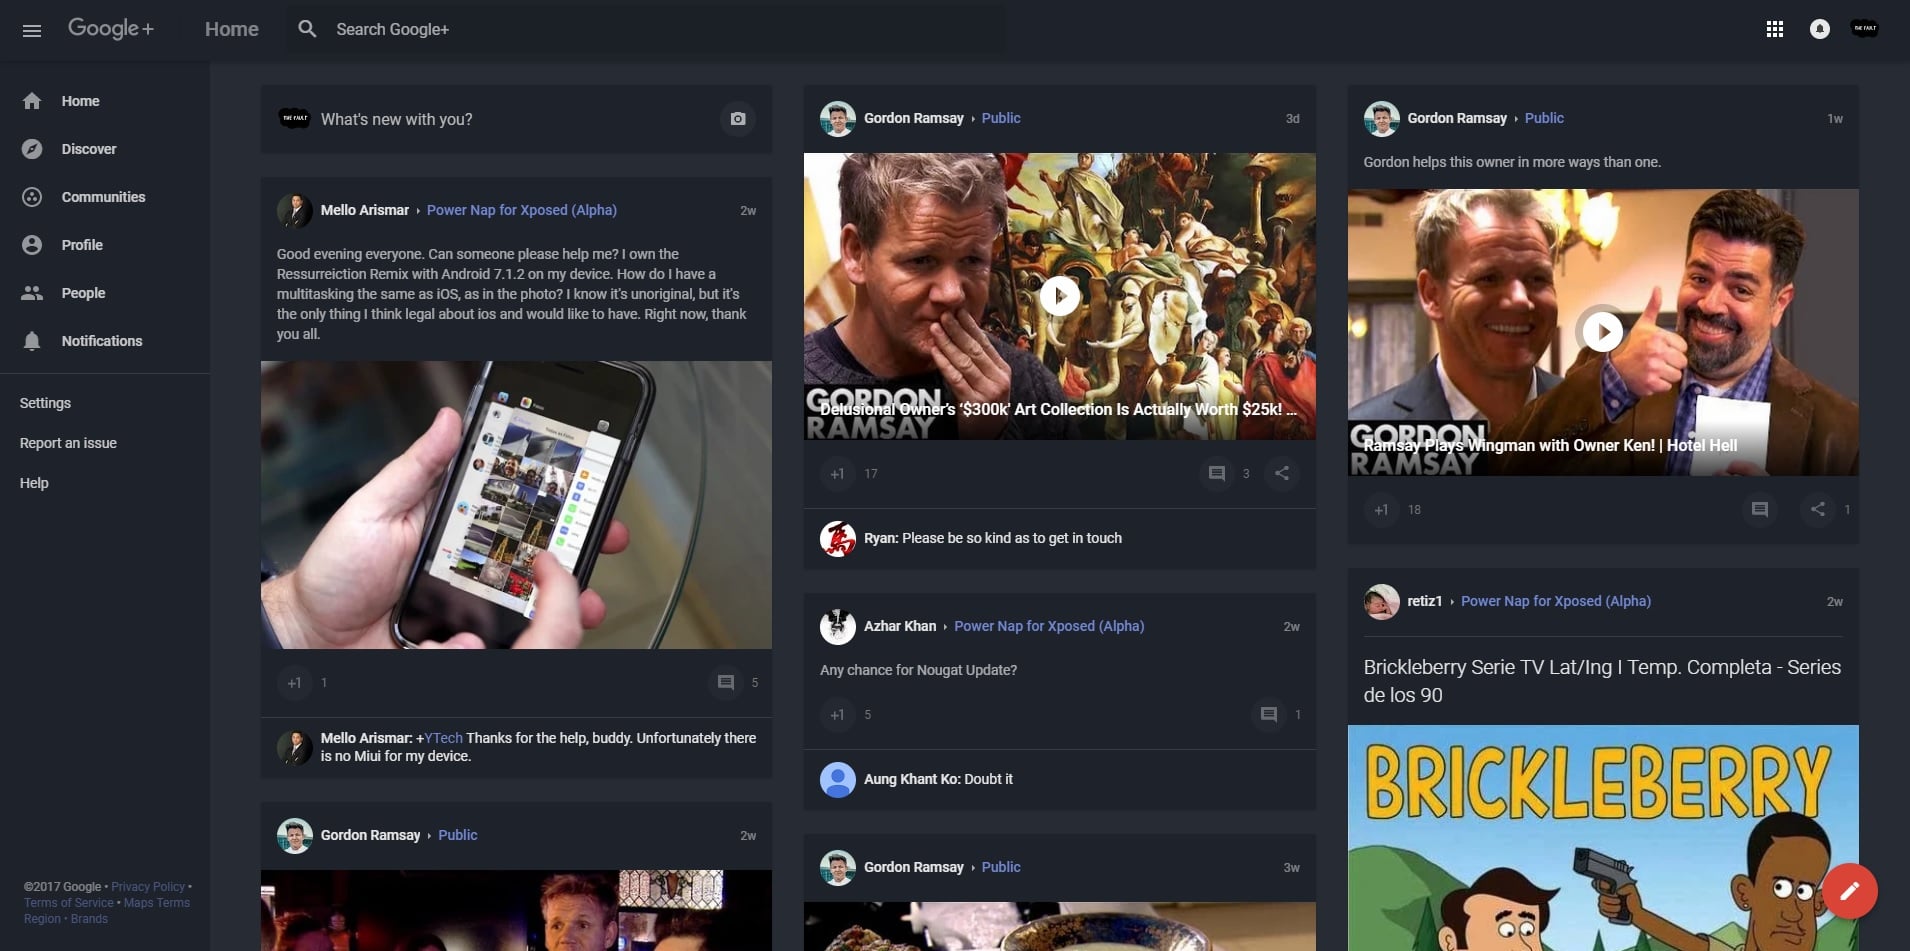 Google+
Home
Search Google+
THE FAULT
Home
Discover
Communities
Profile
People
Notifications
Settings
Report an issue
Help
©2017 Google • Privacy Policy •
Terms of Service • Maps Terms
Region • Brands
THE FAULT
What's new with you?
Mello Arismar
Power Nap for Xposed (Alpha)
2w
Good evening everyone. Can someone please help me? I own the
Ressurreiction Remix with Android 7.1.2 on my device. How do I have a
multitasking the same as iOS, as in the photo? I know it's unoriginal, but it's
the only thing I think legal about ios and would like to have. Right now, thank
you all.
+1 1
5
Mello Arismar: +YTech Thanks for the help, buddy. Unfortunately there
is no Miui for my device.
Gordon Ramsay
Public
2w
Gordon Ramsay
Public
3d
GORDON
RAMSAY
Delusional Owner's '$300k' Art Collection Is Actually Worth $25k! ...
+1 17
3
Ryan: Please be so kind as to get in touch
Azhar Khan
Power Nap for Xposed (Alpha)
2w
Any chance for Nougat Update?
+1 5
1
Aung Khant Ko: Doubt it
Gordon Ramsay
Public
3w
Gordon Ramsay
Public
1w
Gordon helps this owner in more ways than one.
GORDON
RAMSAY
Ramsay Plays Wingman with Owner Ken! | Hotel Hell
+1 18
1
retiz1
Power Nap for Xposed (Alpha)
2w
Brickleberry Serie TV Lat/Ing I Temp. Completa - Series
de los 90
BRICKLEBERRY